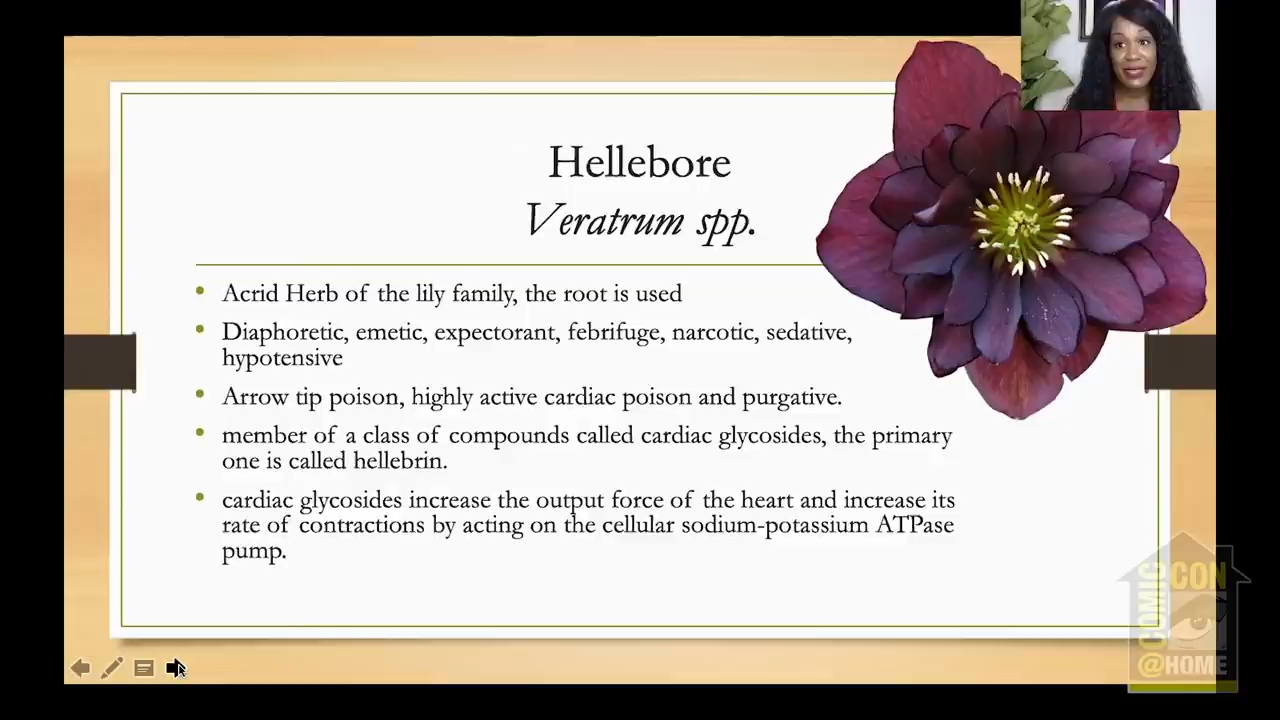 Hellebore
Veratrum spp.
Acrid Herb of the lily family, the root is used
Diaphoretic, emetic, expectorant, febrifuge, narcotic, sedative,
hypotensive
Arrow tip poison, highly active cardiac poison and purgative.
member of a class of compounds called cardiac glycosides, the primary
one is called hellebrin.
cardiac glycosides increase the output force of the heart and increase its
rate of contractions by acting on the cellular sodium-potassium ATPase
pump.
COMIC CON
@HOME